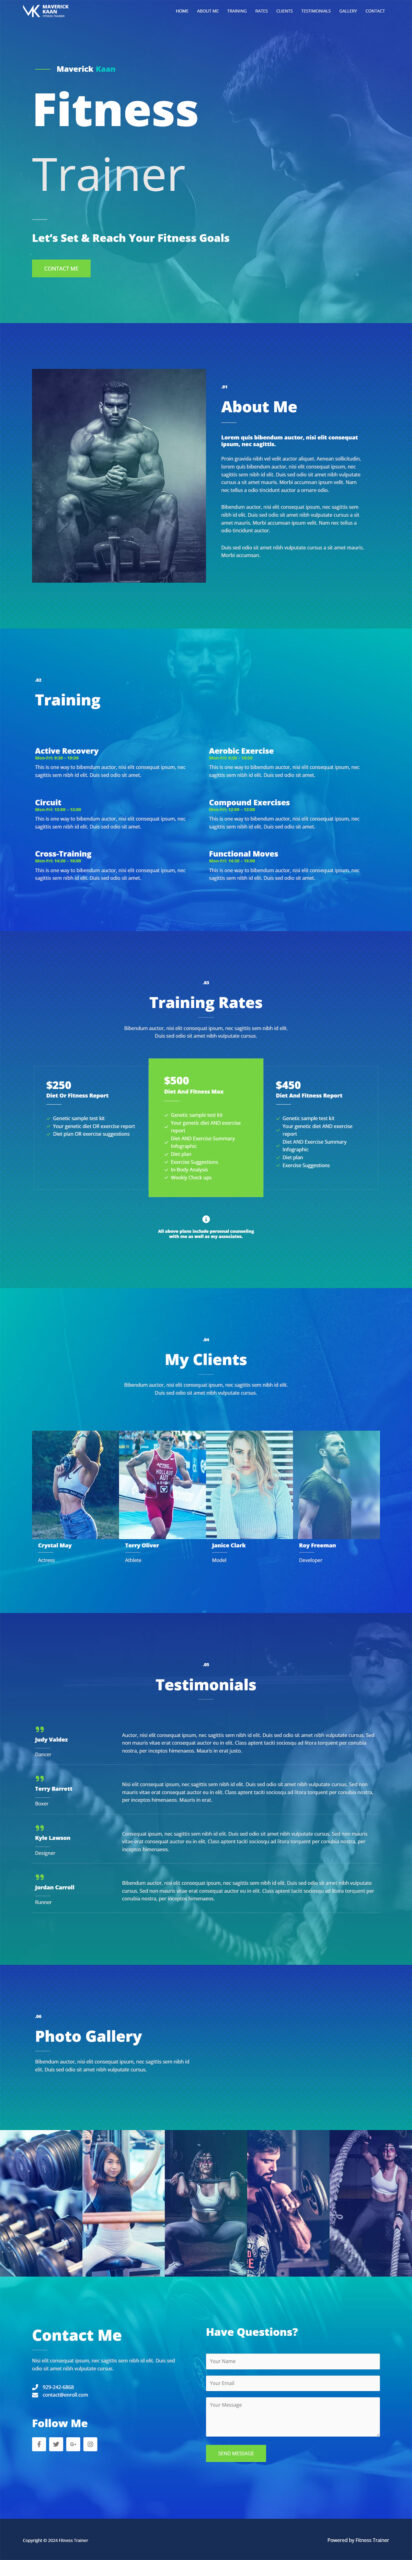 MAVERICK
KAAN
FITNESS TRAINER
HOME ABOUT ME TRAINING RATES CLIENTS TESTIMONIALS GALLERY CONTACT
Maverick Kaan
Fitness
Trainer
Let's Set & Reach Your Fitness Goals
CONTACT ME
.01
About Me
Lorem quis bibendum auctor, nisi elit consequat
ipsum, nec sagittis.
Proin gravida nibh vel velit auctor aliquet. Aenean sollicitudin,
lorem quis bibendum auctor, nisi elit consequat ipsum, nec
sagittis sem nibh id elit. Duis sed odio sit amet nibh vulputate
cursus a sit amet mauris. Morbi accumsan ipsum velit. Nam
nec tellus a odio tincidunt auctor a ornare odio.
Bibendum auctor, nisi elit consequat ipsum, nec sagittis sem
nibh id elit. Duis sed odio sit amet nibh vulputate cursus a sit
amet mauris. Morbi accumsan ipsum velit. Nam nec tellus a
odio tincidunt auctor.
Duis sed odio sit amet nibh vulputate cursus a sit amet mauris.
Morbi accumsan.
.02
Training
Active Recovery
Mon-Fri: 9:30 – 10:30
This is one way to bibendum auctor, nisi elit consequat ipsum, nec
sagittis sem nibh id elit. Duis sed odio sit amet.
Aerobic Exercise
Mon-Fri: 9:30 – 10:30
This is one way to bibendum auctor, nisi elit consequat ipsum, nec
sagittis sem nibh id elit. Duis sed odio sit amet.
Circuit
Mon-Fri: 12:00 – 13:00
This is one way to bibendum auctor, nisi elit consequat ipsum, nec
sagittis sem nibh id elit. Duis sed odio sit amet.
Compound Exercises
Mon-Fri: 12:00 – 13:00
This is one way to bibendum auctor, nisi elit consequat ipsum, nec
sagittis sem nibh id elit. Duis sed odio sit amet.
Cross-Training
Mon-Fri:
This is one way to bibendum auctor, nisi elit consequat ipsum, nec
sagittis sem nibh id elit. Duis sed odio sit amet.
Functional Moves
Mon-Fri:
This is one way to bibendum auctor, nisi elit consequat ipsum, nec
sagittis sem nibh id elit. Duis sed odio sit amet.
.03
Training Rates
Bibendum auctor, nisi elit consequat ipsum, nec sagittis sem nibh id elit.
Duis sed odio sit amet nibh vulputate cursus.
$250
Diet Or Fitness Report
Genetic sample test kit
Your genetic diet OR exercise report
Diet plan OR exercise suggestions
$500
Diet And Fitness Max
Genetic sample test kit
Your genetic diet AND exercise
report
Diet AND Exercise Summary
Infographic
Diet plan
Exercise Suggestions
In-Body Analysis
Weekly Check ups
$450
Diet And Fitness Report
Genetic sample test kit
Your genetic diet AND exercise
report
Diet AND Exercise Summary
Infographic
Diet plan
Exercise Suggestions
All above plans include personal counseling
with me as well as my associates.
.04
My Clients
Bibendum auctor, nisi elit consequat ipsum, nec sagittis sem nibh id elit.
Duis sed odio sit amet nibh vulputate cursus.
Crystal May
Actress
Terry Oliver
Athlete
Janice Clark
Model
Roy Freeman
Developer
.05
Testimonials
Judy Valdez
Dancer
Auctor, nisi elit consequat ipsum, nec sagittis sem nibh id elit. Duis sed odio sit amet nibh vulputate cursus. Sed
non mauris vitae erat consequat auctor eu in elit. Class aptent taciti sociosqu ad litora torquent per conubia
nostra, per inceptos himenaeos. Mauris in erat justo.
Terry Barrett
Boxer
Nisi elit consequat ipsum, nec sagittis sem nibh id elit. Duis sed odio sit amet nibh vulputate cursus. Sed non
mauris vitae erat consequat auctor eu in elit. Class aptent taciti sociosqu ad litora torquent per conubia nostra,
per inceptos himenaeos. Mauris in erat.
Kyle Lawson
Designer
Consequat ipsum, nec sagittis sem nibh id elit. Duis sed odio sit amet nibh vulputate cursus. Sed non mauris
vitae erat consequat auctor eu in elit. Class aptent taciti sociosqu ad litora torquent per conubia nostra, per
inceptos himenaeos.
Jordan Carroll
Runner
Bibendum auctor, nisi elit consequat ipsum, nec sagittis sem nibh id elit. Duis sed odio sit amet nibh vulputate
cursus. Sed non mauris vitae erat consequat auctor eu in elit. Class aptent taciti sociosqu ad litora torquent per
conubia nostra, per inceptos himenaeos.
.06
Photo Gallery
Bibendum auctor, nisi elit consequat ipsum, nec sagittis sem nibh id
elit. Duis sed odio sit amet nibh vulputate cursus.
Contact Me
Nisi elit consequat ipsum, nec sagittis sem nibh id elit. Duis sed
odio sit amet nibh vulputate cursus.
929-242-6868
contact@enroll.com
Follow Me
Have Questions?
Your Name
Your Email
Your Message
SEND MESSAGE
Copyright © 2024 Fitness Trainer
Powered by Fitness Trainer